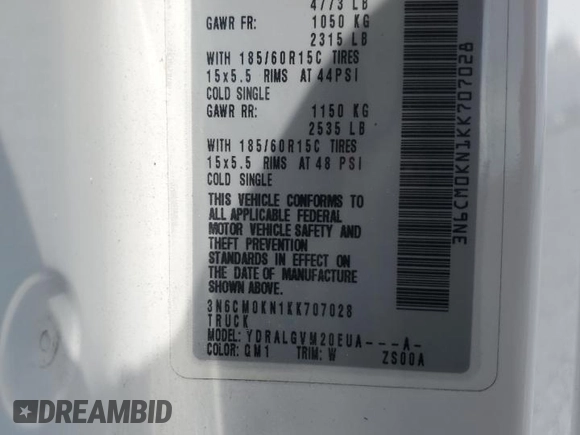 4773 LB
GAWR FR: 1050 KG
2315 LB
WITH 185/60R15C TIRES
15x5.5 RIMS AT 44PSI
COLD SINGLE
GAWR RR: 1150 KG
2535 LB
WITH 185/60R15C TIRES
15x5.5 RIMS AT 48 PSI
COLD SINGLE
THIS VEHICLE CONFORMS TO
ALL APPLICABLE FEDERAL
MOTOR VEHICLE SAFETY AND
THEFT PREVENTION
STANDARDS IN EFFECT ON
THE DATE OF MANUFACTURE
SHOWN ABOVE.
3N6CM0KN1KK707028
TRUCK
MODEL: YDRALGVM20EUA---A-
COLOR: QM1 TRIM: W ZS00A
3N6CM0KN1KK707028
DREAMBID
DREAMBID.COM